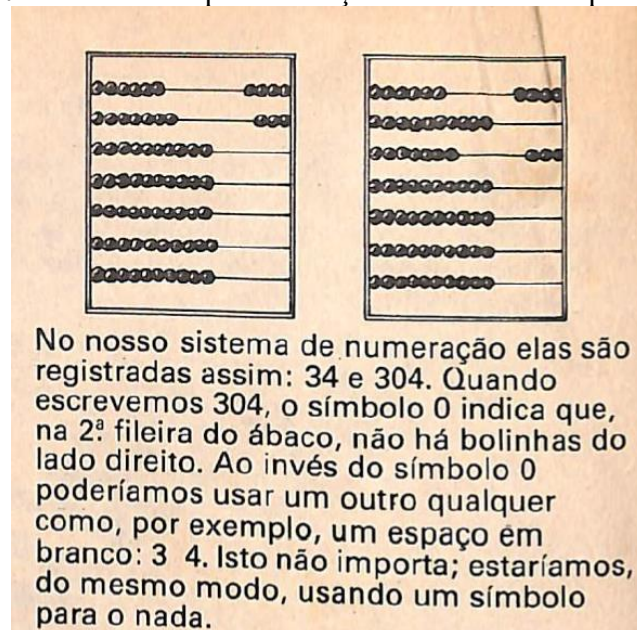 No nosso sistema de numeração elas são
registradas assim: 34 e 304. Quando
escrevemos 304, o símbolo 0 indica que,
na 2ª fileira do ábaco, não há bolinhas do
lado direito. Ao invés do símbolo 0
poderíamos usar um outro qualquer
como, por exemplo, um espaço em
branco: 3 4. Isto não importa; estaríamos,
do mesmo modo, usando um símbolo
para o nada.